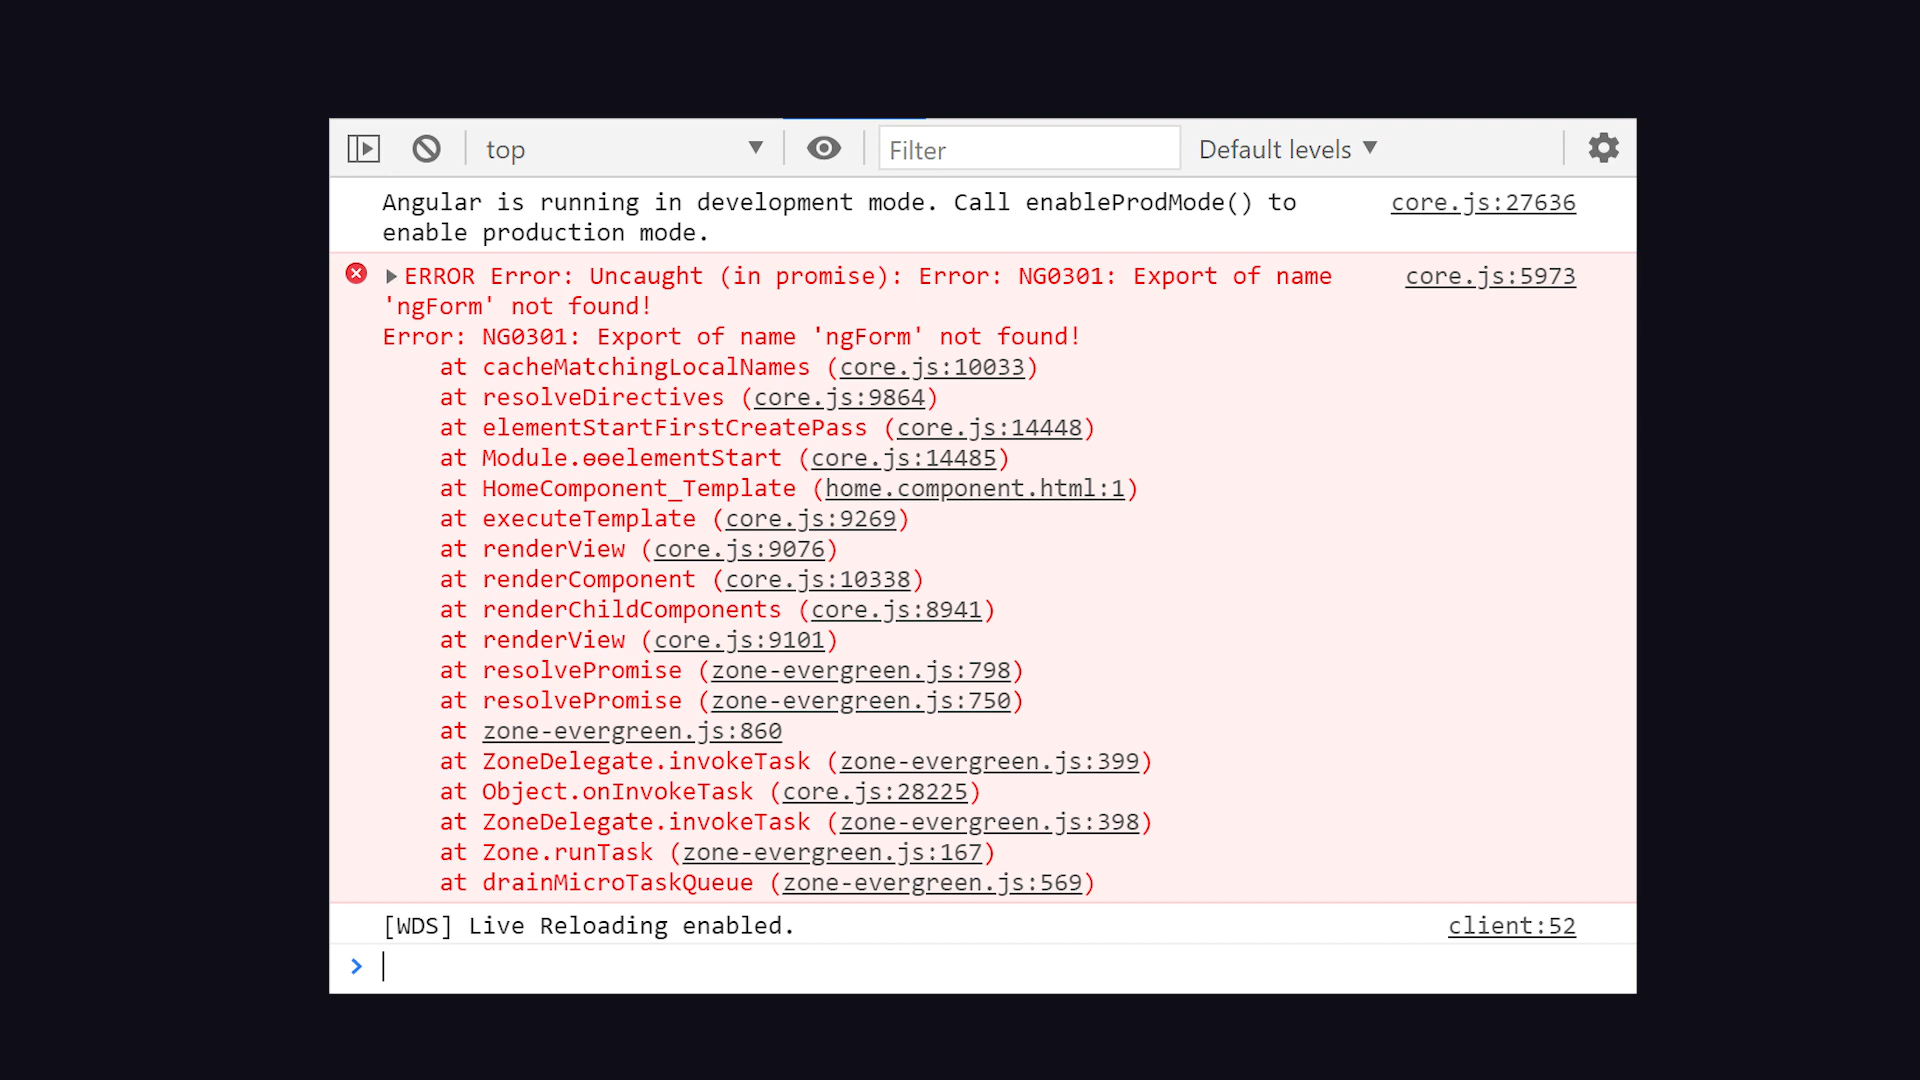 top Filter Default levels
Angular is running in development mode. Call enableProdMode() to core.js:27636
enable production mode.
ERROR Error: Uncaught (in promise): Error: NG0301: Export of name core.js:5973
'ngForm' not found!
Error: NG0301: Export of name 'ngForm' not found!
at cacheMatchingLocalNames (core.js:10033)
at resolveDirectives (core.js:9864)
at elementStartFirstCreatePass (core.js:14448)
at Module.ɵɵelementStart (core.js:14485)
at HomeComponent_Template (home.component.html:1)
at executeTemplate (core.js:9269)
at renderView (core.js:9076)
at renderComponent (core.js:10338)
at renderChildComponents (core.js:8941)
at renderView (core.js:9101)
at resolvePromise (zone-evergreen.js:798)
at resolvePromise (zone-evergreen.js:750)
at zone-evergreen.js:860
at ZoneDelegate.invokeTask (zone-evergreen.js:399)
at Object.onInvokeTask (core.js:28225)
at ZoneDelegate.invokeTask (zone-evergreen.js:398)
at Zone.runTask (zone-evergreen.js:167)
at drainMicroTaskQueue (zone-evergreen.js:569)
[WDS] Live Reloading enabled. client:52